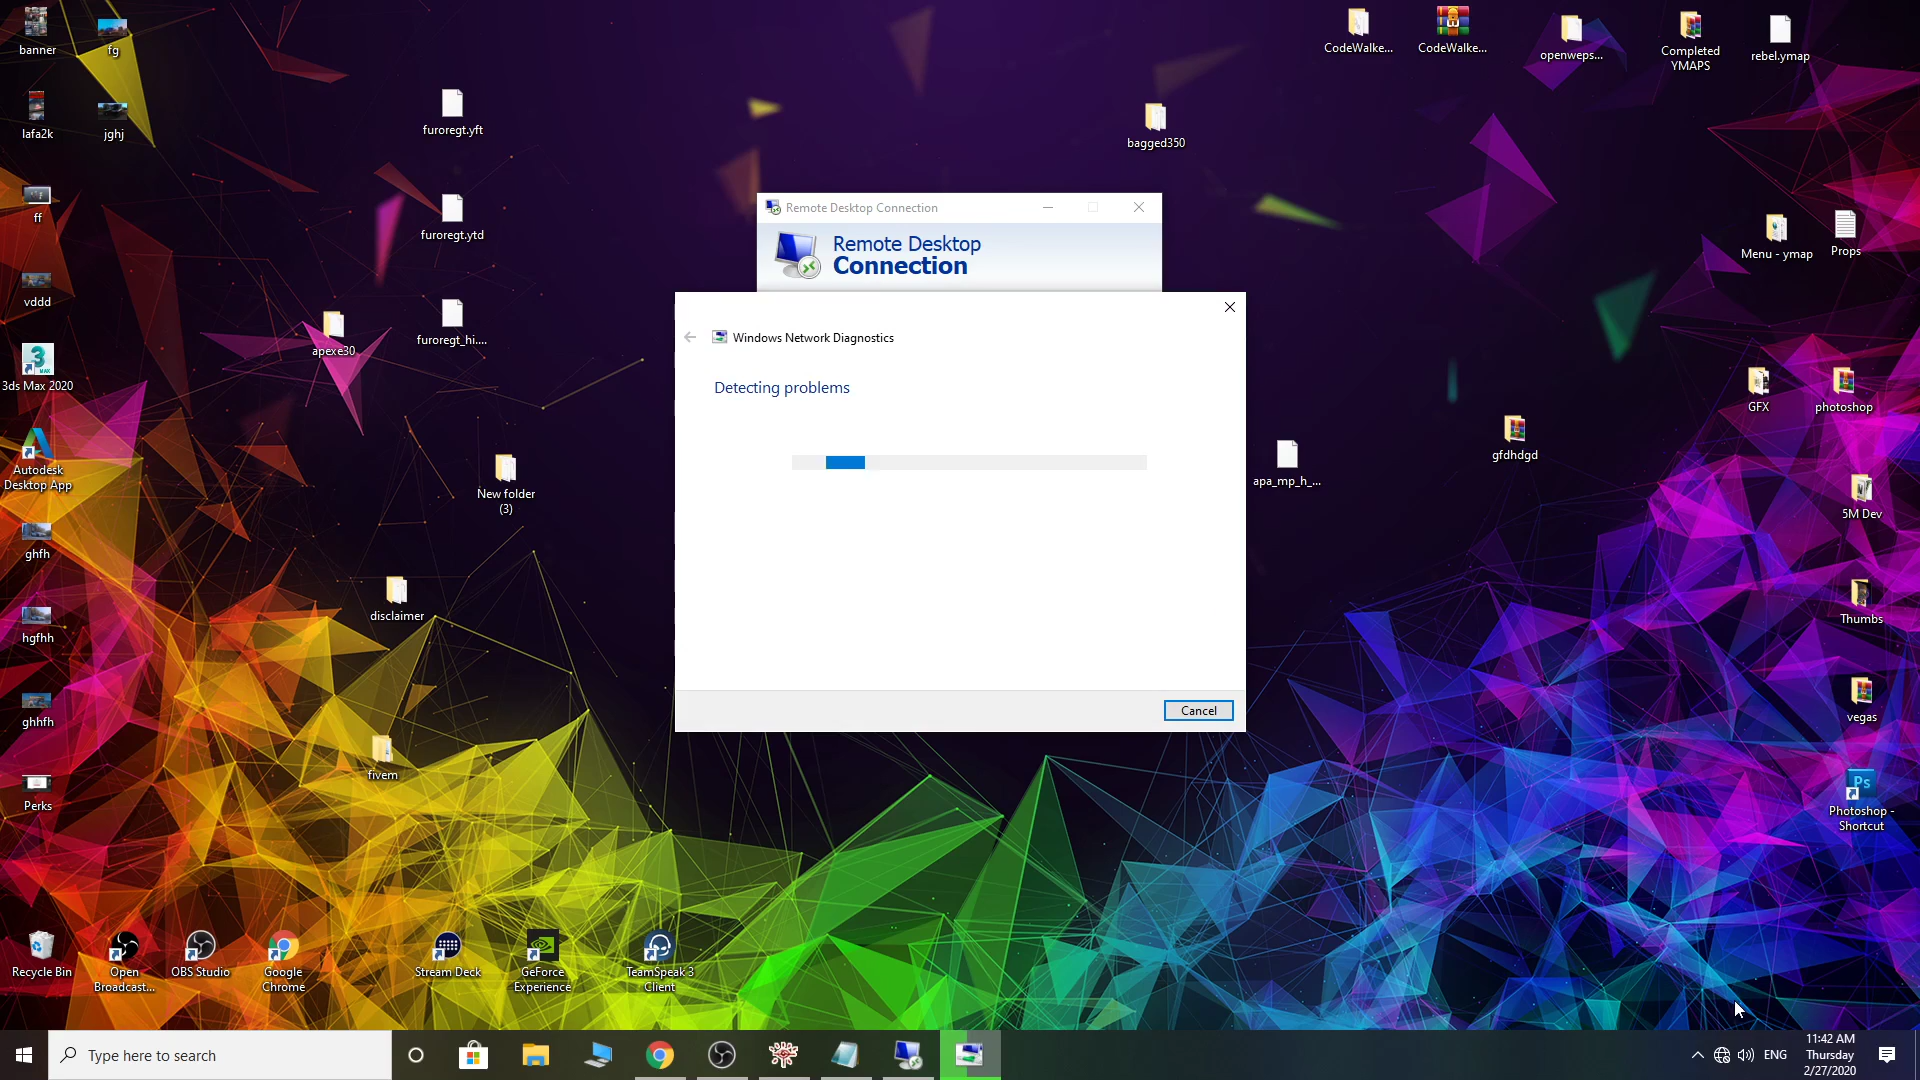 banner
fg
CodeWalke...
CodeWalke...
openweps...
Completed
YMAPS
rebel.ymap
lafa2k
jghj
furoregt.yft
bagged350
ff
furoregt.ytd
Remote Desktop Connection
Remote Desktop
Connection
Menu - ymap
Props
vddd
apexe30
furoregt_hi....
Windows Network Diagnostics
3ds Max 2020
Detecting problems
GFX
photoshop
Autodesk
Desktop App
New folder
(3)
apa_mp_h_...
gfdhdgd
5M Dev
ghfh
disclaimer
Thumbs
hgfhh
ghhfh
Cancel
vegas
fivem
Perks
Ps
Photoshop -
Shortcut
Recycle Bin
Open
Broadcast...
OBS Studio
Google
Chrome
Stream Deck
GeForce
Experience
TeamSpeak 3
Client
Type here to search
ENG
11:42 AM
Thursday
2/27/2020